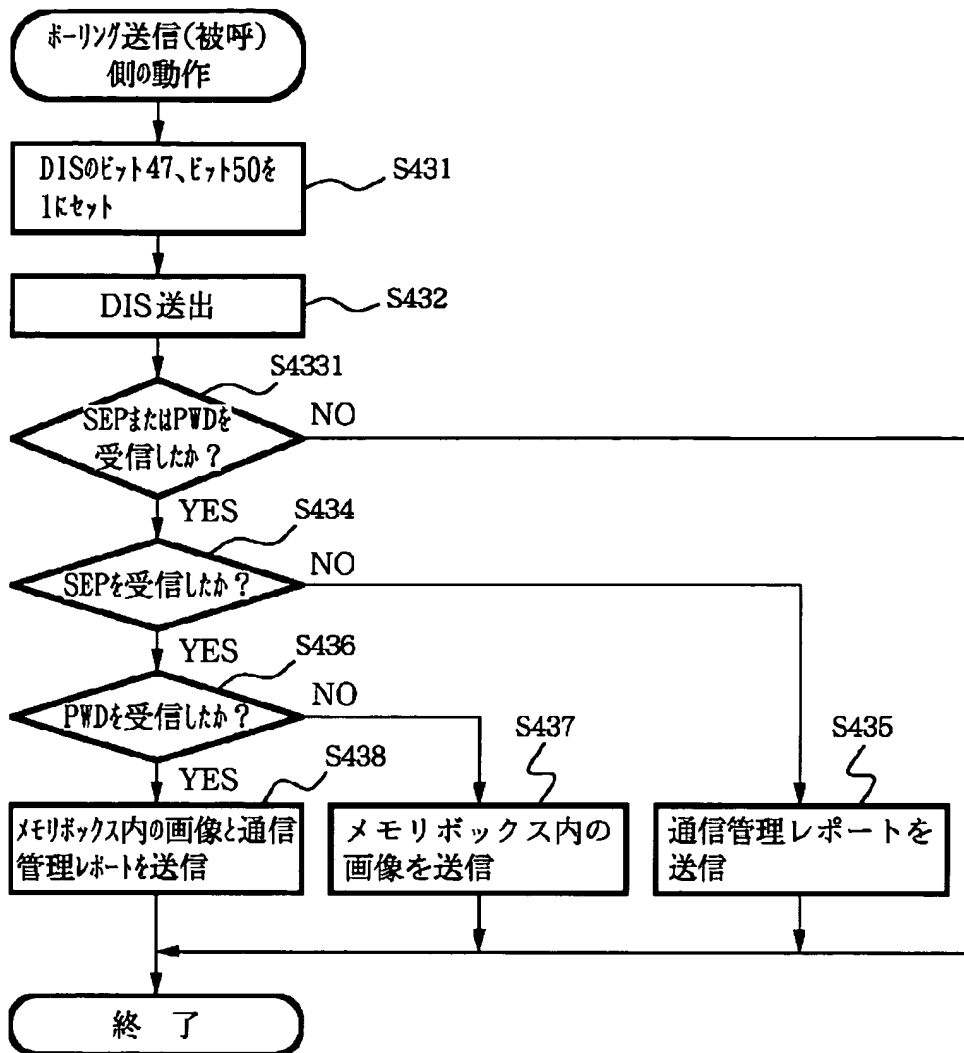 ポーリング送信(被呼)
側の動作
DISのビット47、ビット50を
1にセット
S431
DIS送出
S432
S4331
SEPまたはPWDを
受信したか?
NO
YES
S434
SEPを受信したか?
NO
YES
S436
PWDを受信したか?
NO
YES
S438
メモリボックス内の画像と通信
管理レポートを送信
S437
メモリボックス内の
画像を送信
S435
通信管理レポートを
送信
終了